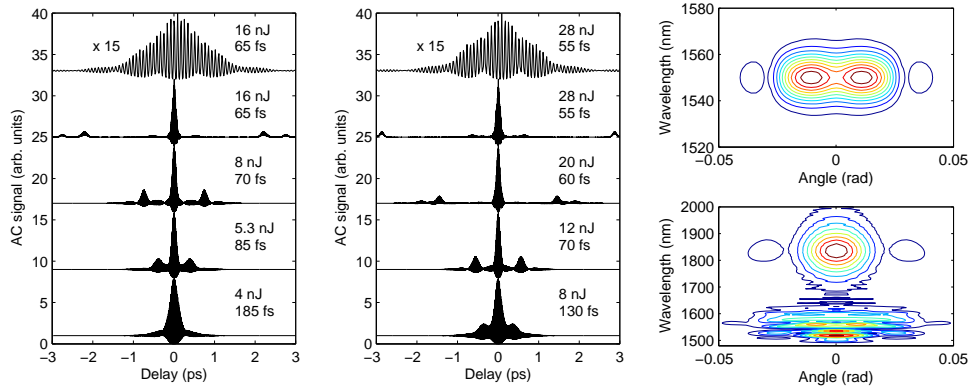 40
35
30
25
20
15
10
5
0
AC signal (arb. units)
x 15
16 nJ
65 fs
16 nJ
65 fs
8 nJ
70 fs
5.3 nJ
85 fs
4 nJ
185 fs
−3 −2 −1 0 1 2 3
Delay (ps)
40
35
30
25
20
15
10
5
0
AC signal (arb. units)
x 15
28 nJ
55 fs
28 nJ
55 fs
20 nJ
60 fs
12 nJ
70 fs
8 nJ
130 fs
−3 −2 −1 0 1 2 3
Delay (ps)
Wavelength (nm)
1580
1560
1540
1520
−0.05 0 0.05
Angle (rad)
Wavelength (nm)
2000
1900
1800
1700
1600
1500
−0.05 0 0.05
Angle (rad)